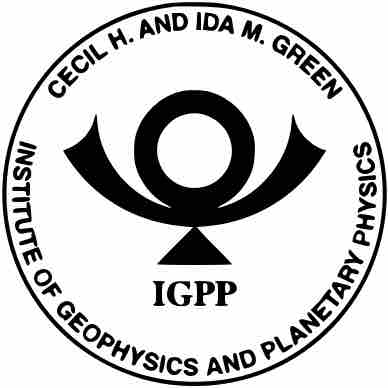 CECIL H. AND IDA M. GREEN
INSTITUTE OF GEOPHYSICS AND PLANETARY PHYSICS
IGPP